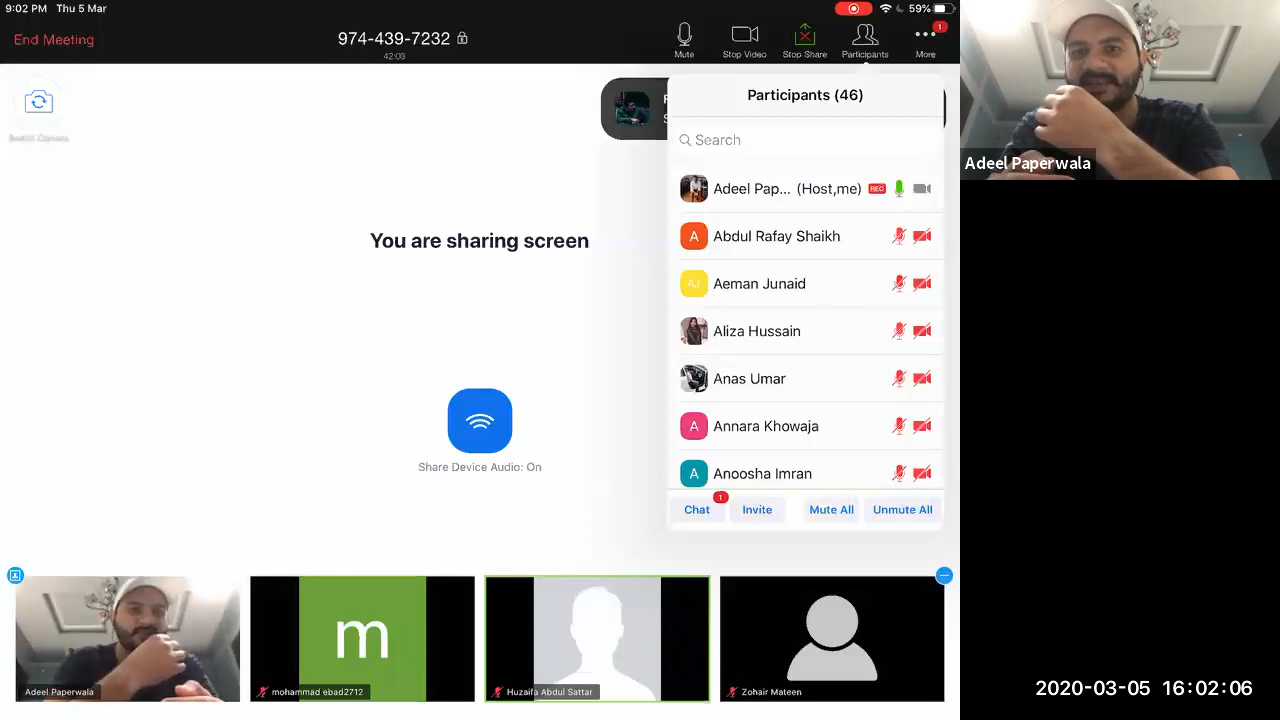 9:02 PM Thu 5 Mar
59%
End Meeting
974-439-7232
42:03
Mute
Stop Video
Stop Share
Participants
1
More
Switch Camera
Participants (46)
Search
Adeel Pap... (Host,me)
REC
A Abdul Rafay Shaikh
AJ Aeman Junaid
Aliza Hussain
Anas Umar
A Annara Khowaja
A Anoosha Imran
Chat 1
Invite
Mute All
Unmute All
You are sharing screen
Share Device Audio: On
Adeel Paperwala
m
mohammad ebad2712
Huzaifa Abdul Sattar
Zohair Mateen
Adeel Paperwala
2020-03-05 16:02:06